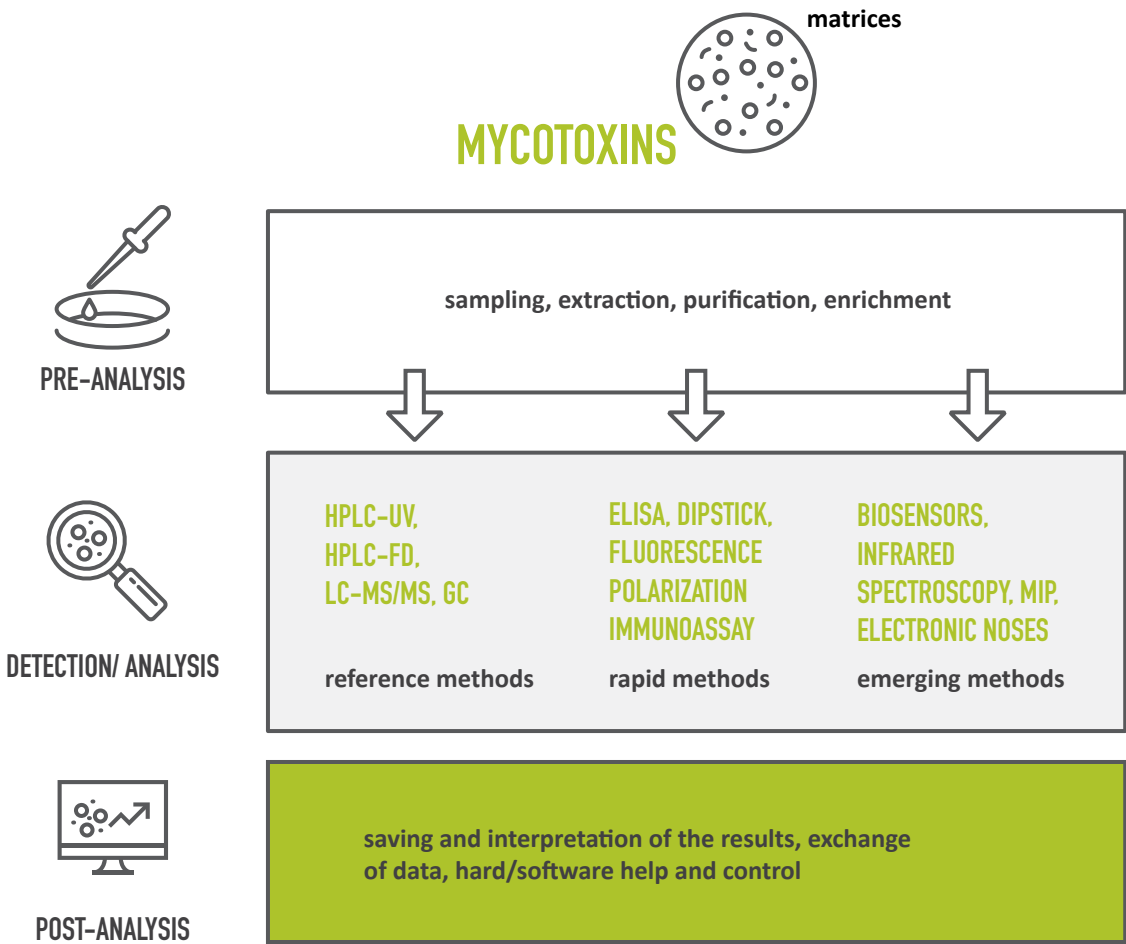 matrices
MYCOTOXINS
PRE-ANALYSIS
sampling, extraction, purification, enrichment
DETECTION/ ANALYSIS
HPLC-UV,
HPLC-FD,
LC-MS/MS, GC
reference methods
ELISA, DIPSTICK,
FLUORESCENCE
POLARIZATION
IMMUNOASSAY
rapid methods
BIOSENSORS,
INFRARED
SPECTROSCOPY, MIP,
ELECTRONIC NOSES
emerging methods
POST-ANALYSIS
saving and interpretation of the results, exchange
of data, hard/software help and control